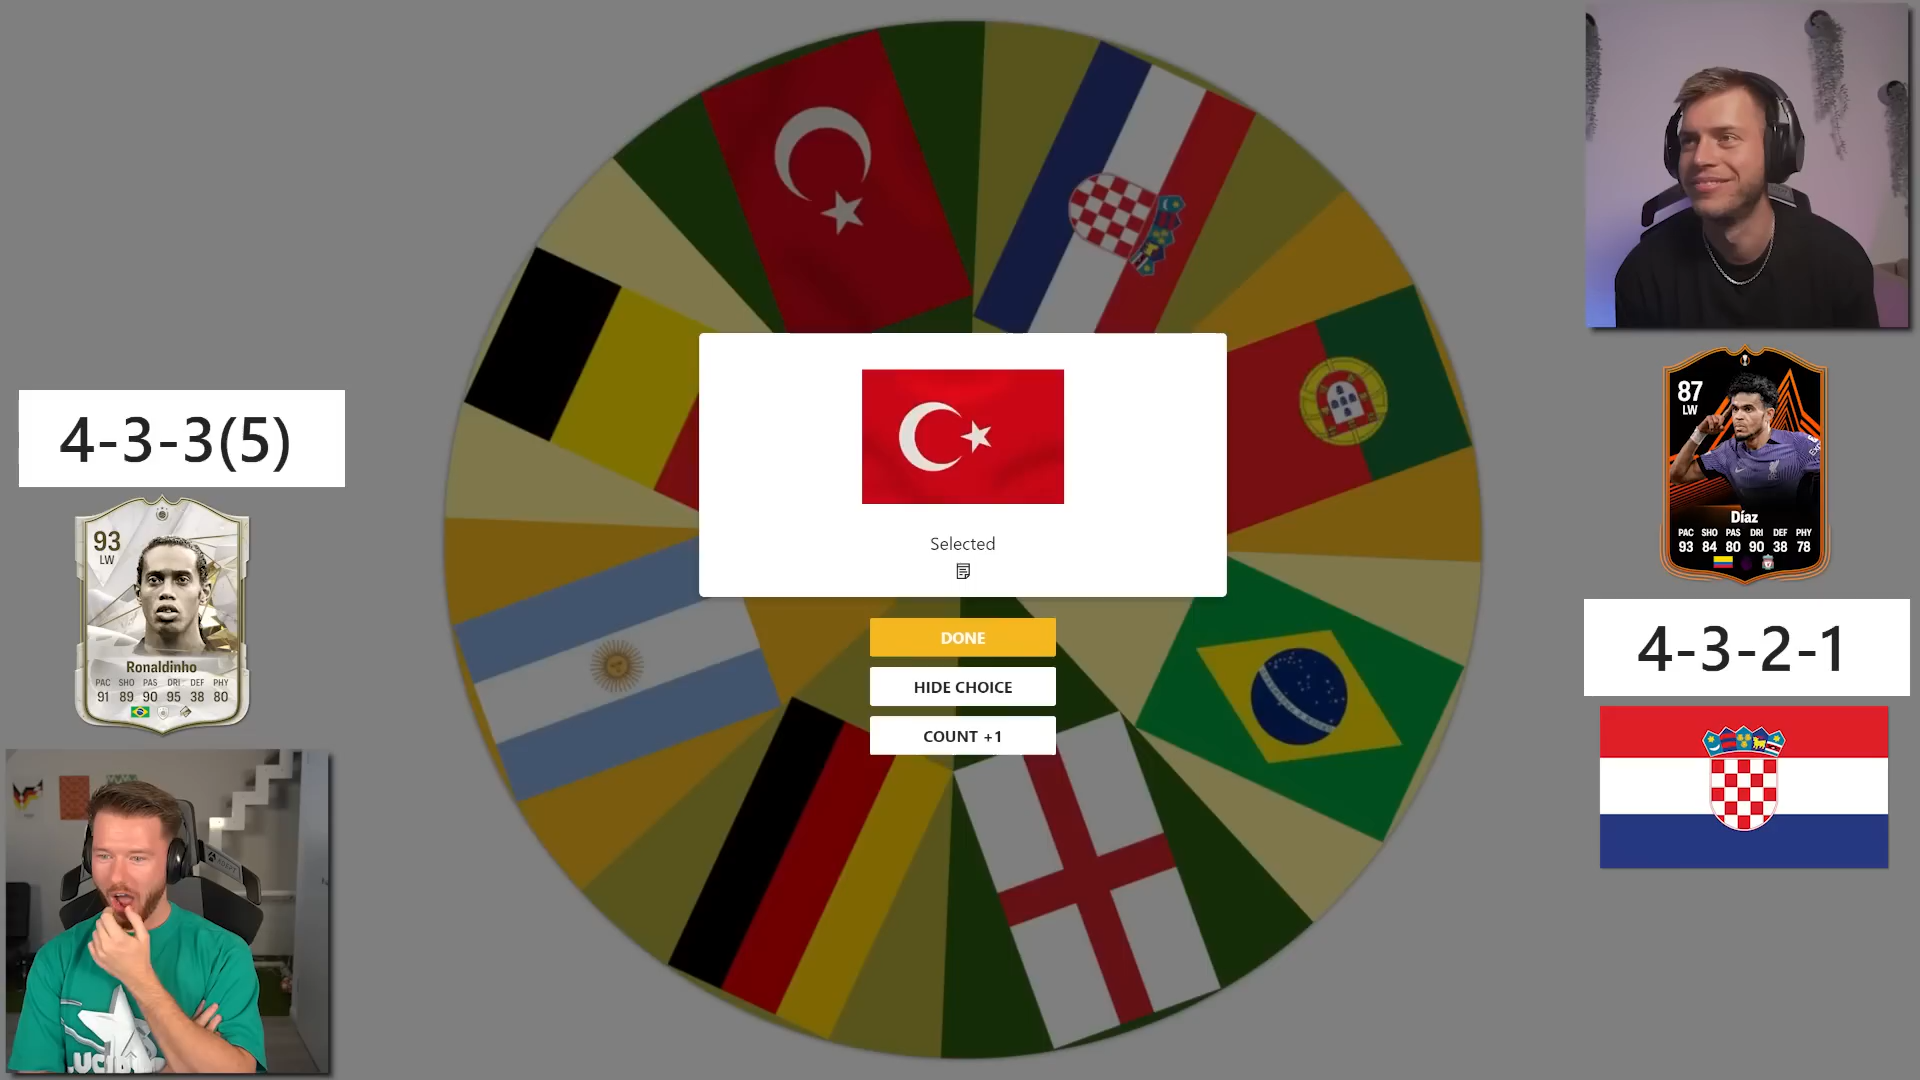 4-3-3(5)
93
LW
Ronaldinho
PAC SHO PAS DRI DEF PHY
91 89 90 95 38 80
LUCID
Selected
DONE
HIDE CHOICE
COUNT +1
87
LW
Díaz
PAC SHO PAS DRI DEF PHY
93 84 80 90 38 78
4-3-2-1